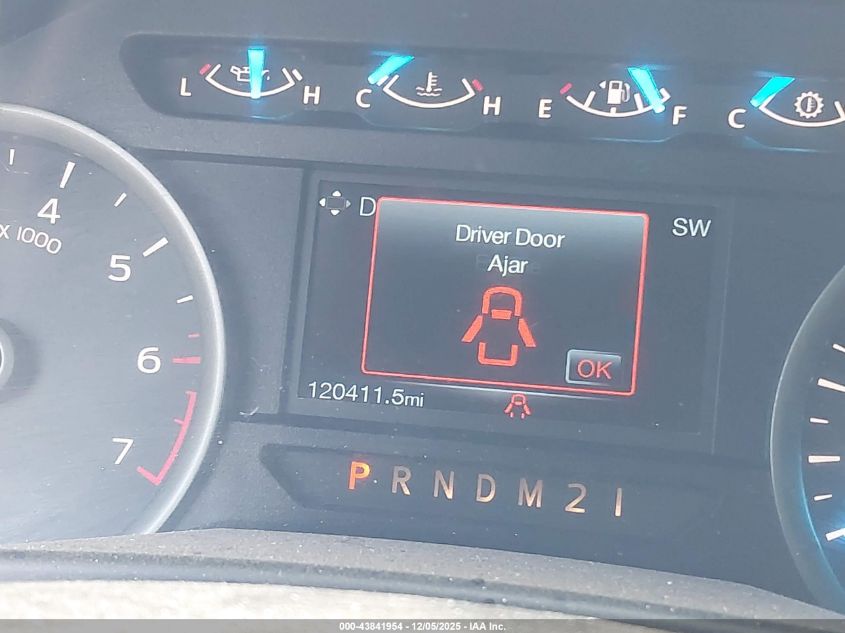 L H C H E F C
4
X 1000
5
6
7
D
SW
Driver Door
Ajar
OK
120411.5mi
P R N D M 2 1
000-43841954 - 12/05/2025 - IAA Inc.